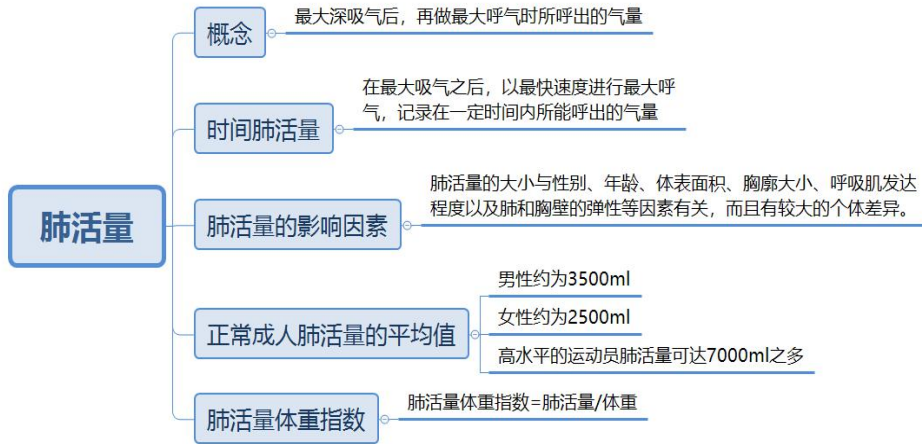 肺活量
概念
最大深吸气后，再做最大呼气时所呼出的气量
时间肺活量
在最大吸气之后，以最快速度进行最大呼
气，记录在一定时间内所能呼出的气量
肺活量的影响因素
肺活量的大小与性别、年龄、体表面积、胸廓大小、呼吸肌发达
程度以及肺和胸壁的弹性等因素有关，而且有较大的个体差异。
正常成人肺活量的平均值
男性约为3500ml
女性约为2500ml
高水平的运动员肺活量可达7000ml之多
肺活量体重指数
肺活量体重指数=肺活量/体重